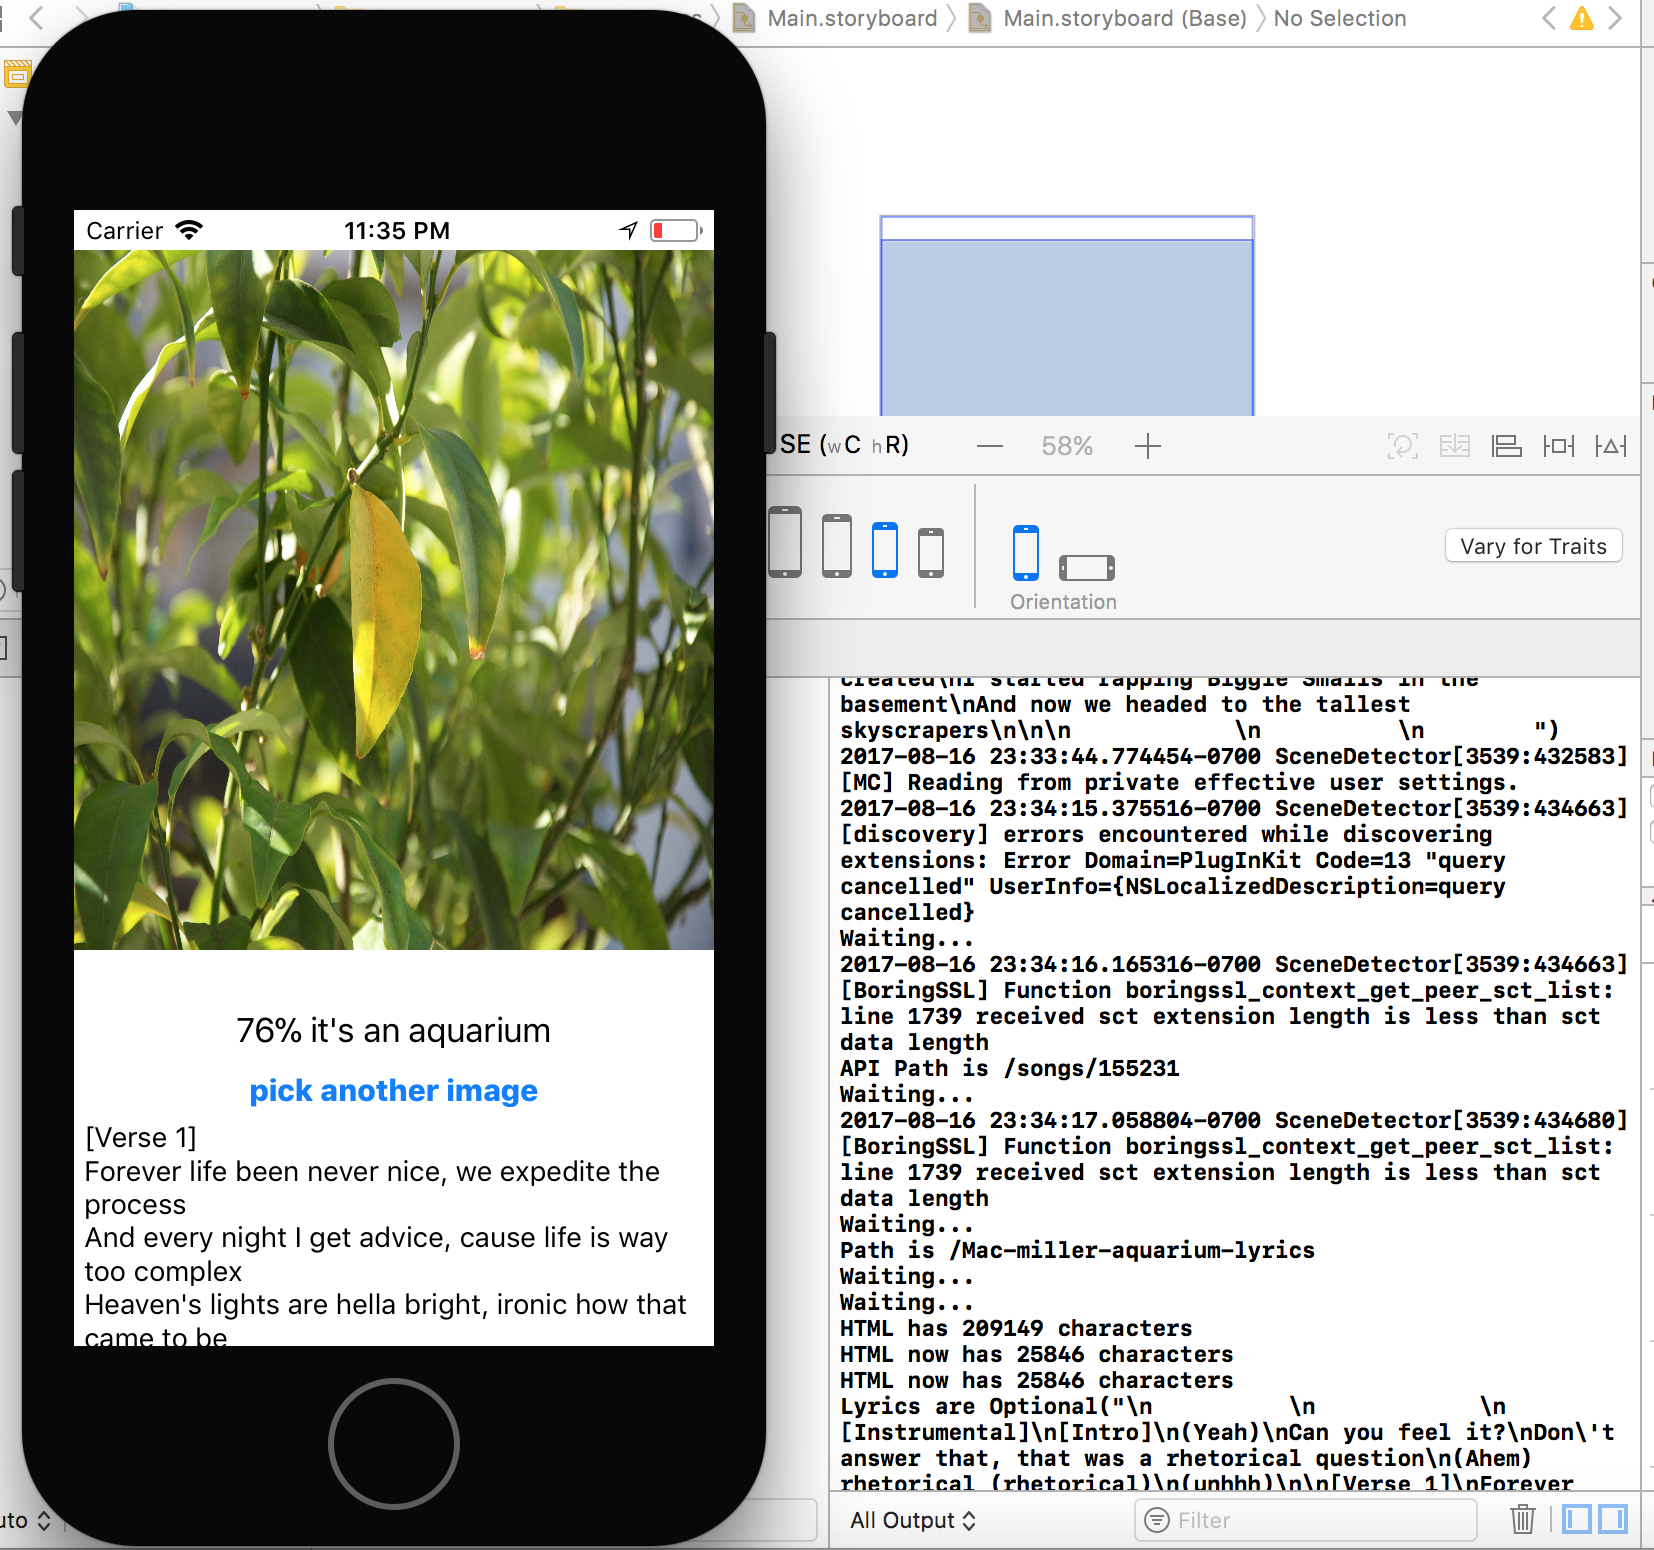 Main.storyboard
Main.storyboard (Base)
No Selection
Carrier
11:35 PM
76% it's an aquarium
pick another image
[Verse 1]
Forever life been never nice, we expedite the
process
And every night I get advice, cause life is way
too complex
Heaven's lights are hella bright, ironic how that
came to be
SE (wC hR)
58%
Vary for Traits
Orientation
created\nI started rapping Biggie Smalls in the
basement\nAnd now we headed to the tallest
skyscrapers\n\n\n \n \n ")
2017-08-16 23:33:44.774454-0700 SceneDetector[3539:432583]
[MC] Reading from private effective user settings.
2017-08-16 23:34:15.375516-0700 SceneDetector[3539:434663]
[discovery] errors encountered while discovering
extensions: Error Domain=PlugInKit Code=13 "query
cancelled" UserInfo={NSLocalizedDescription=query
cancelled}
Waiting...
2017-08-16 23:34:16.165316-0700 SceneDetector[3539:434663]
[BoringSSL] Function boringssl_context_get_peer_sct_list:
line 1739 received sct extension length is less than sct
data length
API Path is /songs/155231
Waiting...
2017-08-16 23:34:17.058804-0700 SceneDetector[3539:434680]
[BoringSSL] Function boringssl_context_get_peer_sct_list:
line 1739 received sct extension length is less than sct
data length
Waiting...
Path is /Mac-miller-aquarium-lyrics
Waiting...
Waiting...
HTML has 209149 characters
HTML now has 25846 characters
HTML now has 25846 characters
Lyrics are Optional("\n \n \n
[Instrumental]\n[Intro]\n(Yeah)\nCan you feel it?\nDon\'t
answer that, that was a rhetorical question\n(Ahem)
rhetorical (rhetorical)\n(unhhh)\n\n[Verse 1]\nForever
All Output
Filter